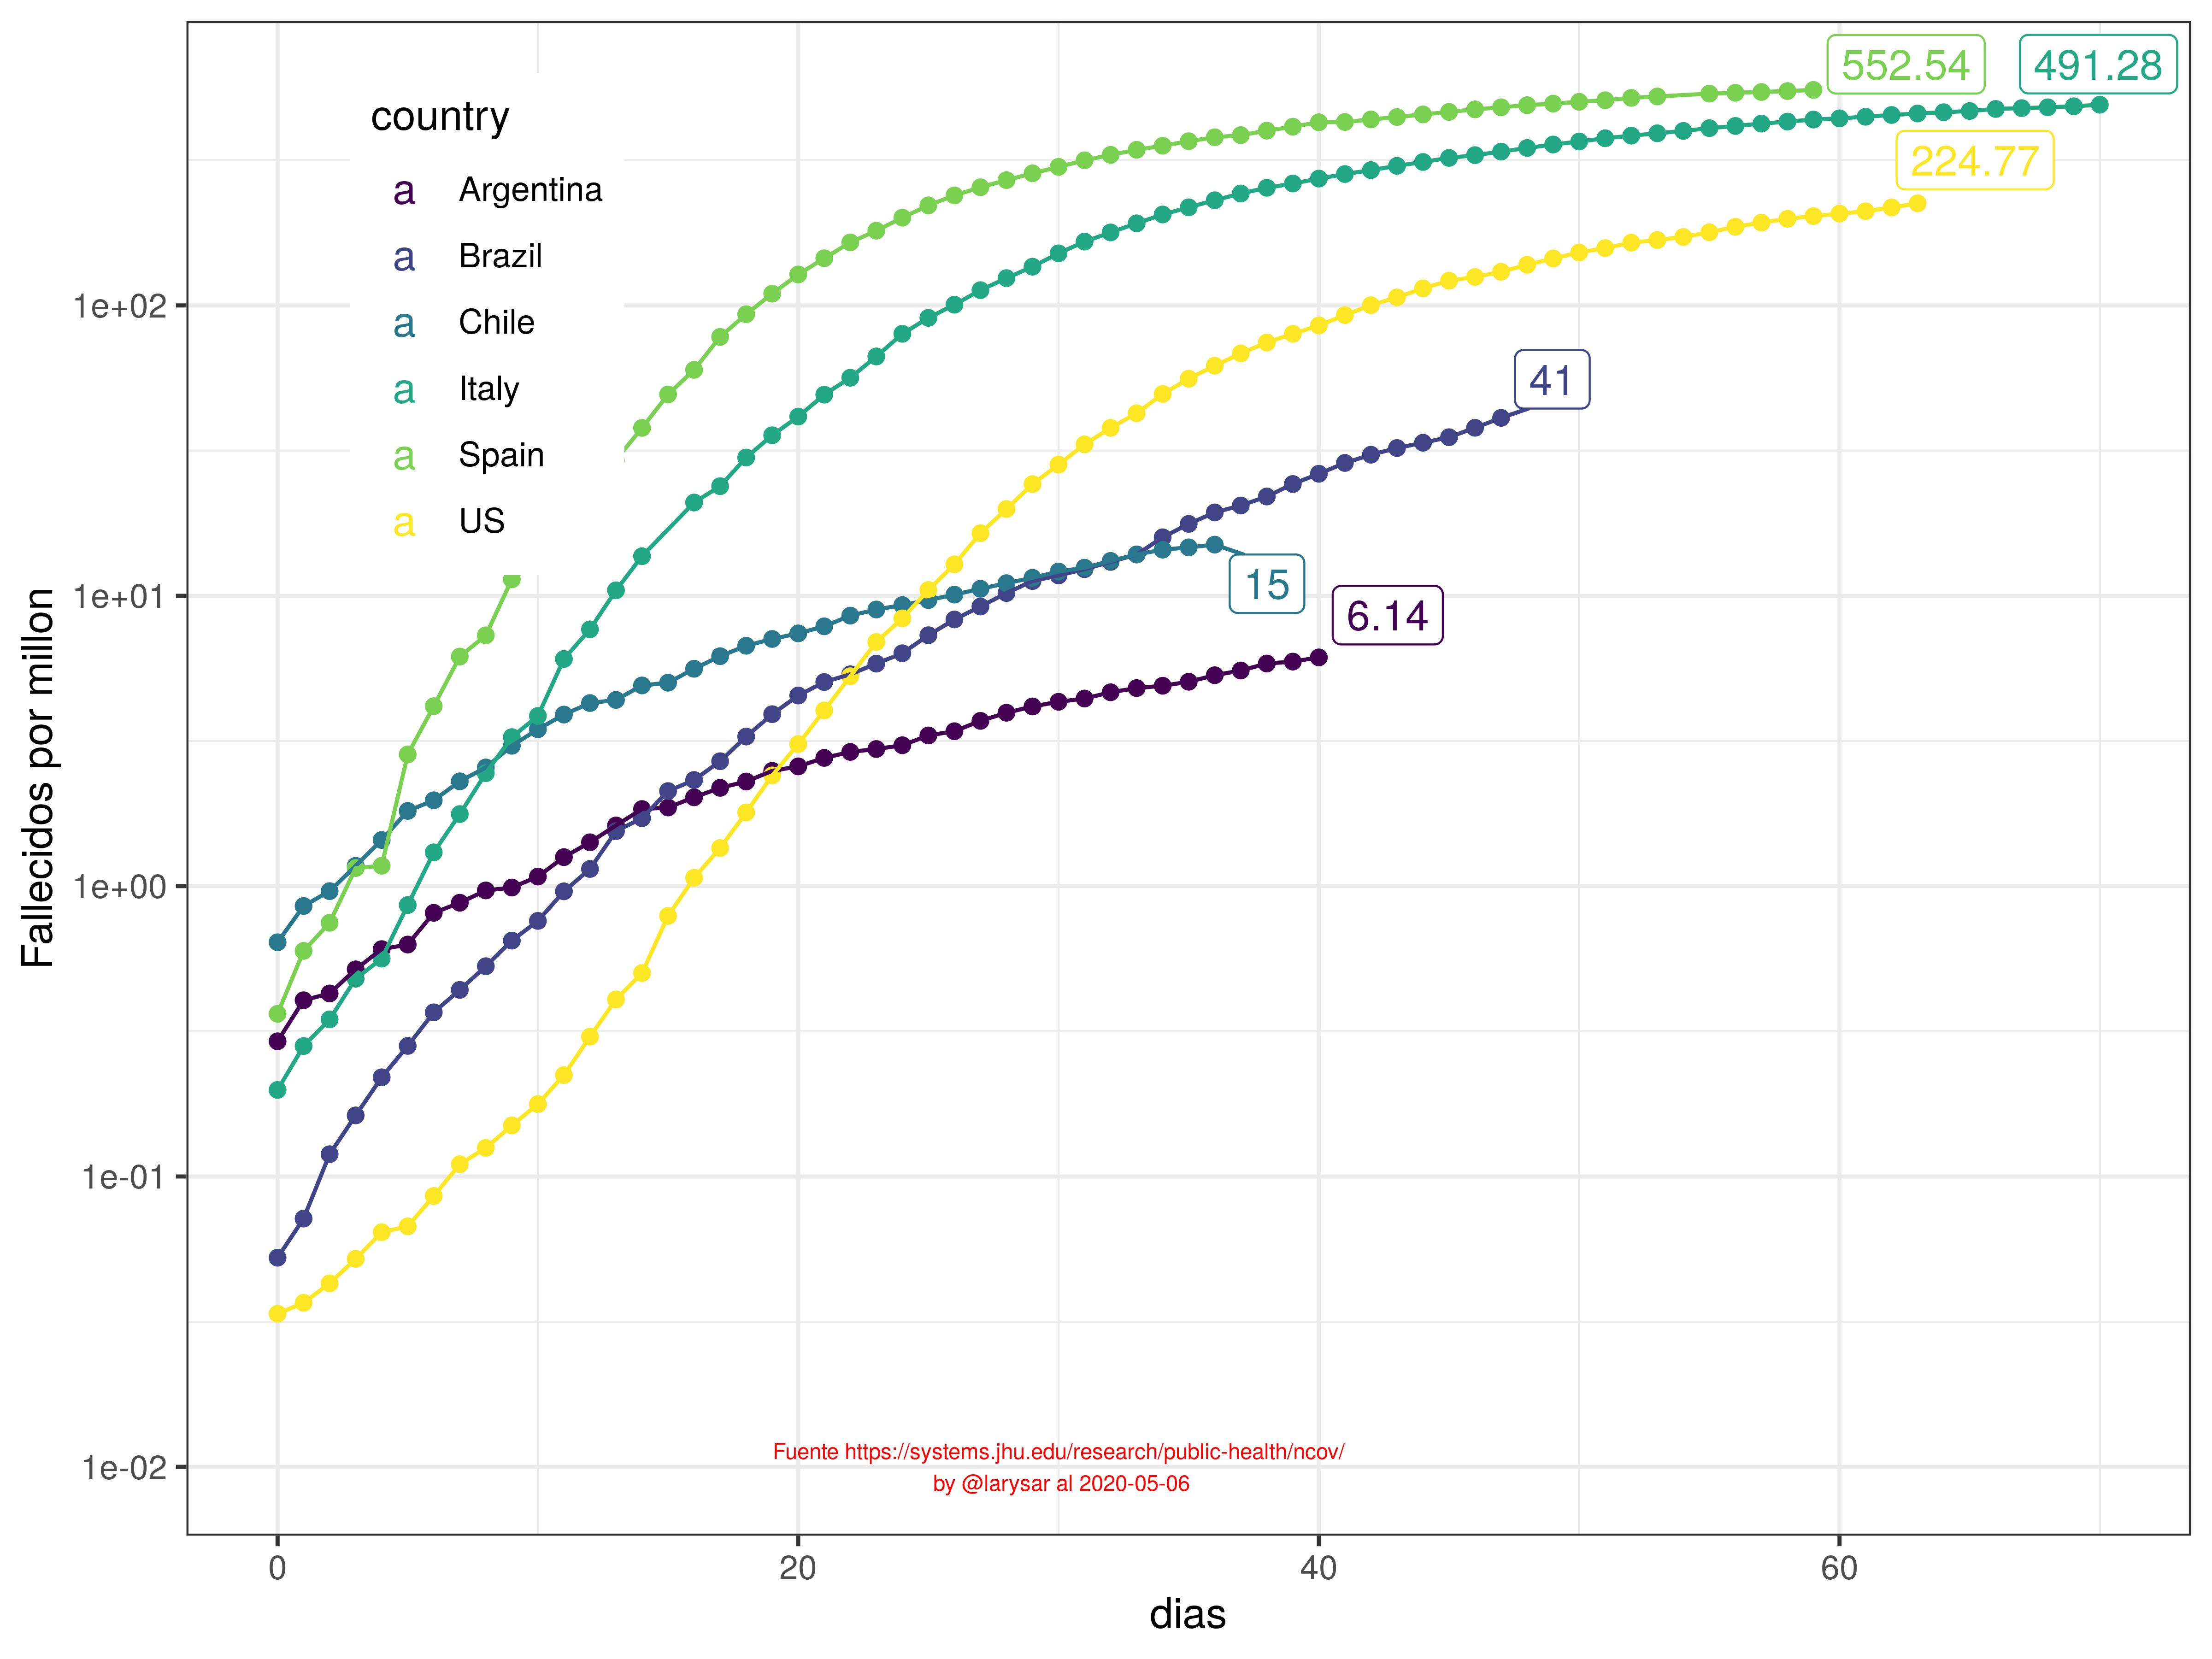 country
a Argentina
a Brazil
a Chile
a Italy
a Spain
a US
552.54
491.28
224.77
41
15
6.14
Fallecidos por millon
1e+02
1e+01
1e+00
1e-01
1e-02
Fuente https://systems.jhu.edu/research/public-health/ncov/
by @larysar al 2020-05-06
0 20 40 60
dias